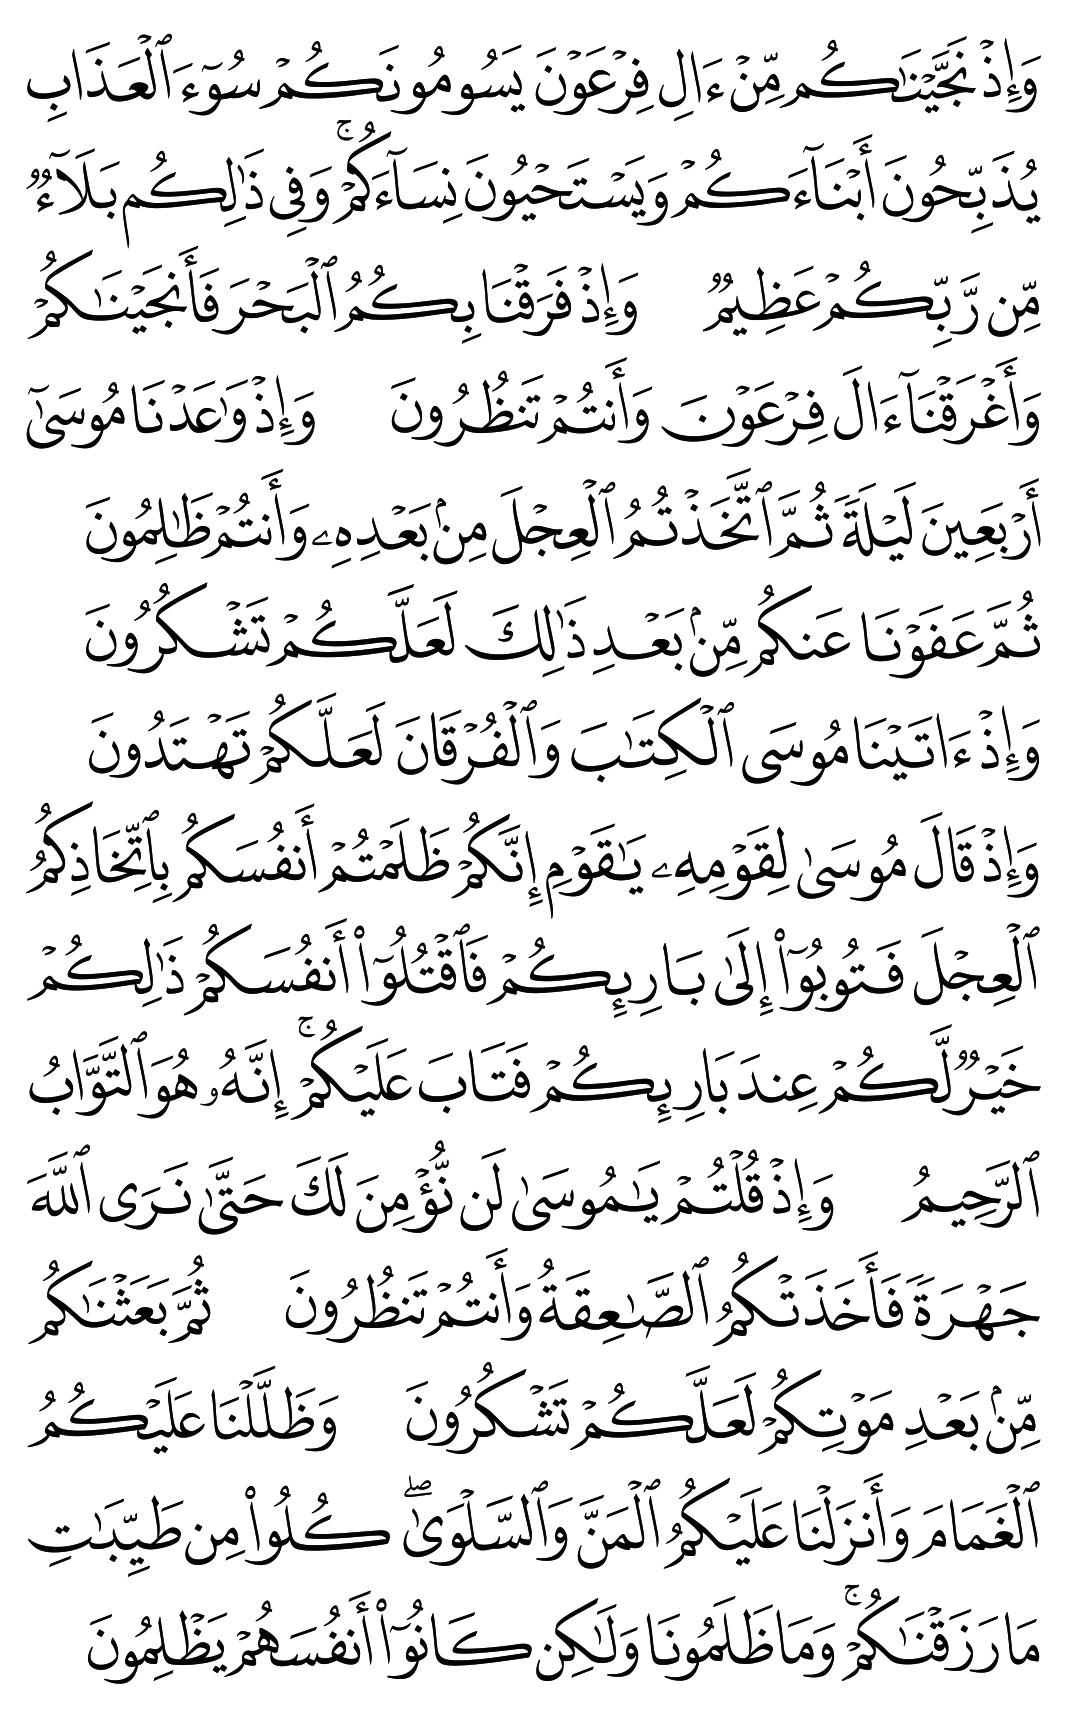 وَإِذۡ نَجَّيۡنَٰكُم مِّنۡ ءَالِ فِرۡعَوۡنَ يَسُومُونَكُمۡ سُوٓءَ ٱلۡعَذَابِ
يُذَبِّحُونَ أَبۡنَآءَكُمۡ وَيَسۡتَحۡيُونَ نِسَآءَكُمۡۚ وَفِي ذَٰلِكُم بَلَآءٞ
مِّن رَّبِّكُمۡ عَظِيمٞ وَإِذۡ فَرَقۡنَا بِكُمُ ٱلۡبَحۡرَ فَأَنجَيۡنَٰكُمۡ
وَأَغۡرَقۡنَآ ءَالَ فِرۡعَوۡنَ وَأَنتُمۡ تَنظُرُونَ وَإِذۡ وَٰعَدۡنَا مُوسَىٰٓ
أَرۡبَعِينَ لَيۡلَةٗ ثُمَّ ٱتَّخَذۡتُمُ ٱلۡعِجۡلَ مِنۢ بَعۡدِهِۦ وَأَنتُمۡ ظَٰلِمُونَ
ثُمَّ عَفَوۡنَا عَنكُم مِّنۢ بَعۡدِ ذَٰلِكَ لَعَلَّكُمۡ تَشۡكُرُونَ
وَإِذۡ ءَاتَيۡنَا مُوسَى ٱلۡكِتَٰبَ وَٱلۡفُرۡقَانَ لَعَلَّكُمۡ تَهۡتَدُونَ
وَإِذۡ قَالَ مُوسَىٰ لِقَوۡمِهِۦ يَٰقَوۡمِ إِنَّكُمۡ ظَلَمۡتُمۡ أَنفُسَكُم بِٱتِّخَاذِكُمُ
ٱلۡعِجۡلَ فَتُوبُوٓاْ إِلَىٰ بَارِئِكُمۡ فَٱقۡتُلُوٓاْ أَنفُسَكُمۡ ذَٰلِكُمۡ
خَيۡرٞ لَّكُمۡ عِندَ بَارِئِكُمۡ فَتَابَ عَلَيۡكُمۡۚ إِنَّهُۥ هُوَ ٱلتَّوَّابُ
ٱلرَّحِيمُ وَإِذۡ قُلۡتُمۡ يَٰمُوسَىٰ لَن نُّؤۡمِنَ لَكَ حَتَّىٰ نَرَى ٱللَّهَ
جَهۡرَةٗ فَأَخَذَتۡكُمُ ٱلصَّٰعِقَةُ وَأَنتُمۡ تَنظُرُونَ ثُمَّ بَعَثۡنَٰكُم
مِّنۢ بَعۡدِ مَوۡتِكُمۡ لَعَلَّكُمۡ تَشۡكُرُونَ وَظَلَّلۡنَا عَلَيۡكُمُ
ٱلۡغَمَامَ وَأَنزَلۡنَا عَلَيۡكُمُ ٱلۡمَنَّ وَٱلسَّلۡوَىٰۖ كُلُواْ مِن طَيِّبَٰتِ
مَا رَزَقۡنَٰكُمۡۚ وَمَا ظَلَمُونَا وَلَٰكِن كَانُوٓاْ أَنفُسَهُمۡ يَظۡلِمُونَ